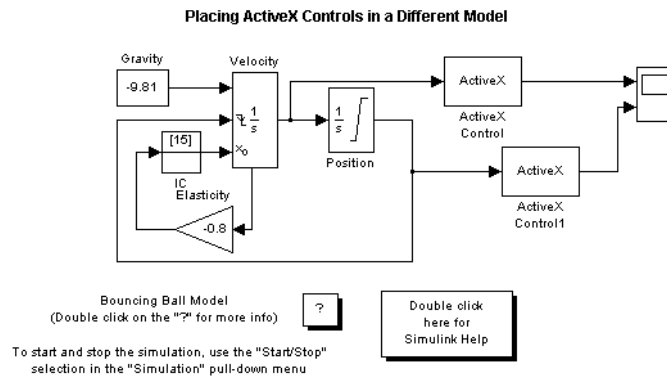 Placing ActiveX Controls in a Different Model
Gravity
Velocity
-9.81
1
s
x₀
[15]
IC
Elasticity
-0.8
1
s
Position
ActiveX
ActiveX
Control
ActiveX
ActiveX
Control1
Bouncing Ball Model
(Double click on the "?" for more info)
?
Double click
here for
Simulink Help
To start and stop the simulation, use the "Start/Stop"
selection in the "Simulation" pull-down menu